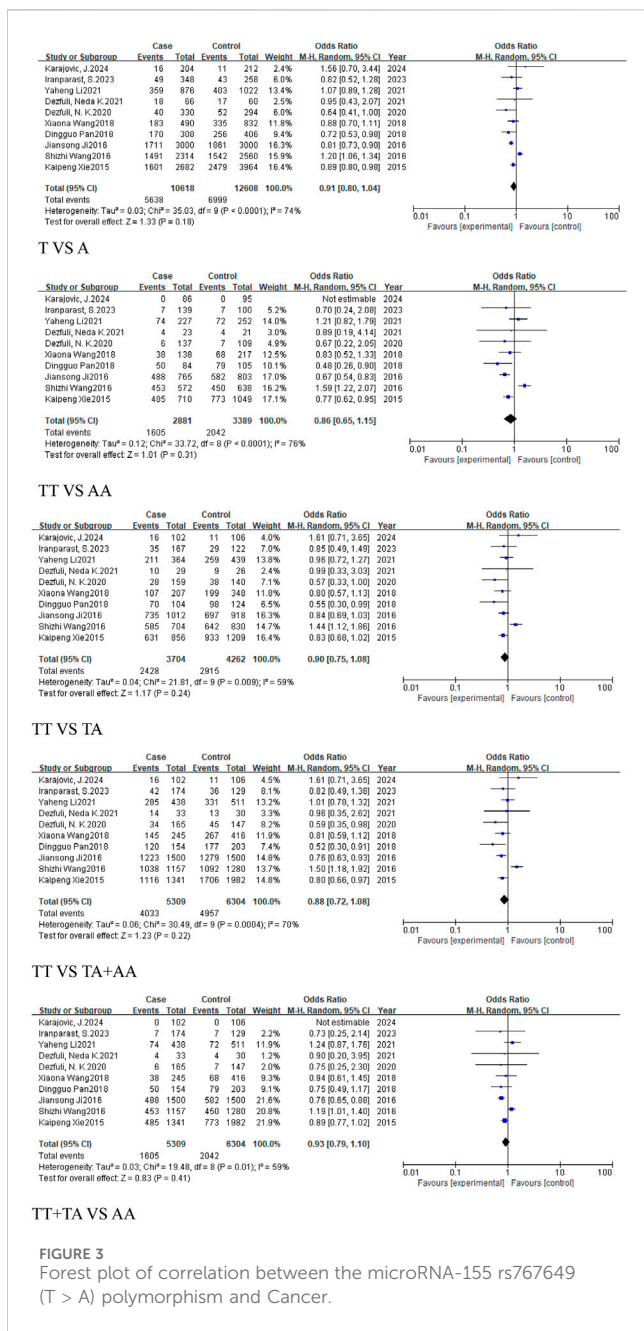 Case Control Odds Ratio Odds Ratio
Study or Subgroup Events Total Events Total Weight M-H, Random, 95% CI Year M-H, Random, 95% CI
Karajovic, J.2024 16 204 11 212 2.4% 1.56 [0.70, 3.44] 2024
Iranparast, S.2023 49 348 43 258 6.0% 0.82 [0.52, 1.28] 2023
Yaheng Li2021 359 876 403 1022 13.6% 1.07 [0.89, 1.28] 2021
Dezfuli, Neda K.2021 18 66 17 60 2.6% 0.95 [0.43, 2.07] 2021
Dezfuli, N. K.2020 40 330 52 294 6.2% 0.64 [0.41, 1.00] 2020
Xiaona Wang2018 183 490 335 832 11.8% 0.88 [0.70, 1.11] 2018
Dingguo Pan2018 170 308 256 406 9.1% 0.72 [0.53, 0.98] 2018
Jiansong Ji2016 1711 3000 1861 3000 16.5% 0.81 [0.73, 0.90] 2016
Shizhi Wang2016 1491 2314 1542 2560 16.1% 1.20 [1.06, 1.34] 2016
Kaipeng Xie2015 1601 2682 2479 3964 16.6% 0.89 [0.80, 0.98] 2015
Total (95% CI) 10618 12608 100.0% 0.91 [0.80, 1.04]
Total events 5638 6999
Heterogeneity: Tau² = 0.03; Chi² = 35.03, df = 9 (P < 0.0001); I² = 74%
Test for overall effect: Z = 1.33 (P = 0.18)
0.01 0.1 1 10 100
Favours [experimental] Favours [control]
T VS A
Case Control Odds Ratio Odds Ratio
Study or Subgroup Events Total Events Total Weight M-H, Random, 95% CI Year M-H, Random, 95% CI
Karajovic, J.2024 0 86 0 95 Not estimable 2024
Iranparast, S.2023 7 139 7 100 5.2% 0.70 [0.24, 2.08] 2023
Yaheng Li2021 74 227 72 252 14.0% 1.21 [0.82, 1.79] 2021
Dezfuli, Neda K.2021 4 23 4 21 3.0% 0.89 [0.19, 4.14] 2021
Dezfuli, N. K.2020 6 137 7 109 5.0% 0.67 [0.22, 2.05] 2020
Xiaona Wang2018 38 138 68 217 12.7% 0.83 [0.52, 1.33] 2018
Dingguo Pan2018 50 84 79 105 9.6% 0.48 [0.26, 0.90] 2018
Jiansong Ji2016 488 765 582 803 17.3% 0.67 [0.54, 0.83] 2016
Shizhi Wang2016 453 572 450 638 15.8% 1.59 [1.22, 2.07] 2016
Kaipeng Xie2015 485 710 773 1049 17.4% 0.77 [0.62, 0.95] 2015
Total (95% CI) 2881 3389 100.0% 0.86 [0.65, 1.15]
Total events 1605 2042
Heterogeneity: Tau² = 0.12; Chi² = 33.72, df = 8 (P < 0.0001); I² = 76%
Test for overall effect: Z = 1.01 (P = 0.31)
0.01 0.1 1 10 100
Favours [experimental] Favours [control]
TT VS AA
Case Control Odds Ratio Odds Ratio
Study or Subgroup Events Total Events Total Weight M-H, Random, 95% CI Year M-H, Random, 95% CI
Karajovic, J.2024 16 102 11 106 4.0% 1.61 [0.71, 3.65] 2024
Iranparast, S.2023 35 167 29 122 7.6% 0.85 [0.49, 1.49] 2023
Yaheng Li2021 211 364 259 439 14.2% 0.96 [0.72, 1.27] 2021
Dezfuli, Neda K.2021 10 29 9 26 2.4% 0.99 [0.33, 3.03] 2021
Dezfuli, N. K.2020 28 159 38 140 7.8% 0.57 [0.33, 1.00] 2020
Xiaona Wang2018 107 207 199 348 11.9% 0.80 [0.57, 1.13] 2018
Dingguo Pan2018 70 104 98 124 7.1% 0.55 [0.30, 0.99] 2018
Jiansong Ji2016 735 1012 697 918 16.9% 0.84 [0.69, 1.03] 2016
Shizhi Wang2016 585 704 642 830 15.1% 1.44 [1.12, 1.86] 2016
Kaipeng Xie2015 631 856 933 1209 16.9% 0.83 [0.68, 1.02] 2015
Total (95% CI) 3704 4262 100.0% 0.90 [0.75, 1.08]
Total events 2428 2915
Heterogeneity: Tau² = 0.04; Chi² = 21.81, df = 9 (P = 0.009); I² = 59%
Test for overall effect: Z = 1.17 (P = 0.24)
0.01 0.1 1 10 100
Favours [experimental] Favours [control]
TT VS TA
Case Control Odds Ratio Odds Ratio
Study or Subgroup Events Total Events Total Weight M-H, Random, 95% CI Year M-H, Random, 95% CI
Karajovic, J.2024 16 102 11 106 4.5% 1.61 [0.71, 3.65] 2024
Iranparast, S.2023 42 174 36 129 8.1% 0.82 [0.49, 1.38] 2023
Yaheng Li2021 285 438 331 511 13.2% 1.01 [0.78, 1.32] 2021
Dezfuli, Neda K.2021 14 33 13 30 3.2% 0.96 [0.35, 2.62] 2021
Dezfuli, N. K.2020 34 165 45 147 8.2% 0.59 [0.35, 0.98] 2020
Xiaona Wang2018 145 245 267 416 11.8% 0.81 [0.59, 1.12] 2018
Dingguo Pan2018 120 154 177 203 7.5% 0.52 [0.30, 0.91] 2018
Jiansong Ji2016 1223 1500 1279 1500 15.0% 0.76 [0.63, 0.93] 2016
Shizhi Wang2016 1038 1157 1092 1280 13.8% 1.50 [1.18, 1.92] 2016
Kaipeng Xie2015 1116 1341 1706 1982 14.9% 0.80 [0.66, 0.97] 2015
Total (95% CI) 5309 6304 100.0% 0.88 [0.72, 1.08]
Total events 4033 4957
Heterogeneity: Tau² = 0.06; Chi² = 30.49, df = 9 (P = 0.0004); I² = 70%
Test for overall effect: Z = 1.23 (P = 0.22)
0.01 0.1 1 10 100
Favours [experimental] Favours [control]
TT VS TA+AA
Case Control Odds Ratio Odds Ratio
Study or Subgroup Events Total Events Total Weight M-H, Random, 95% CI Year M-H, Random, 95% CI
Karajovic, J.2024 0 102 0 106 Not estimable 2024
Iranparast, S.2023 7 174 7 129 2.2% 0.73 [0.25, 2.14] 2023
Yaheng Li2021 74 438 72 511 11.9% 1.24 [0.87, 1.76] 2021
Dezfuli, Neda K.2021 4 33 4 30 1.2% 0.90 [0.20, 3.95] 2021
Dezfuli, N. K.2020 6 165 7 147 2.1% 0.75 [0.25, 2.30] 2020
Xiaona Wang2018 38 245 68 416 9.7% 0.94 [0.61, 1.45] 2018
Dingguo Pan2018 50 154 79 203 9.1% 0.75 [0.49, 1.17] 2018
Jiansong Ji2016 488 1500 582 1500 21.6% 0.76 [0.65, 0.88] 2016
Shizhi Wang2016 453 1157 450 1280 20.8% 1.19 [1.01, 1.40] 2016
Kaipeng Xie2015 485 1341 773 1982 21.4% 0.89 [0.77, 1.02] 2015
Total (95% CI) 5309 6304 100.0% 0.93 [0.79, 1.10]
Total events 1605 2042
Heterogeneity: Tau² = 0.03; Chi² = 19.48, df = 8 (P = 0.01); I² = 59%
Test for overall effect: Z = 0.83 (P = 0.41)
0.01 0.1 1 10 100
Favours [experimental] Favours [control]
TT+TA VS AA
FIGURE 3
Forest plot of correlation between the microRNA-155 rs767649
(T > A) polymorphism and Cancer.